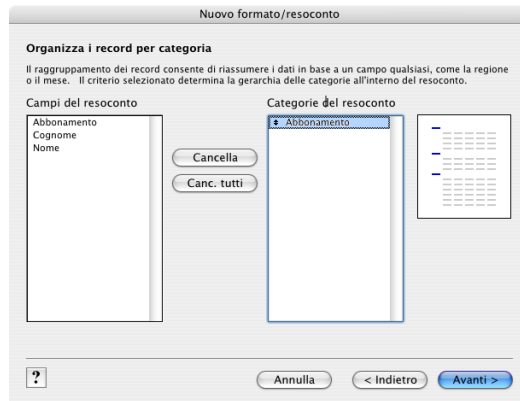 Nuovo formato/resoconto
Organizza i record per categoria
Il raggruppamento dei record consente di riassumere i dati in base a un campo qualsiasi, come la regione
o il mese. Il criterio selezionato determina la gerarchia delle categorie all'interno del resoconto.
Campi del resoconto
Categorie del resoconto
Abbonamento
Cognome
Nome
Abbonamento
Cancella
Canc. tutti
?
Annulla
< Indietro
Avanti >